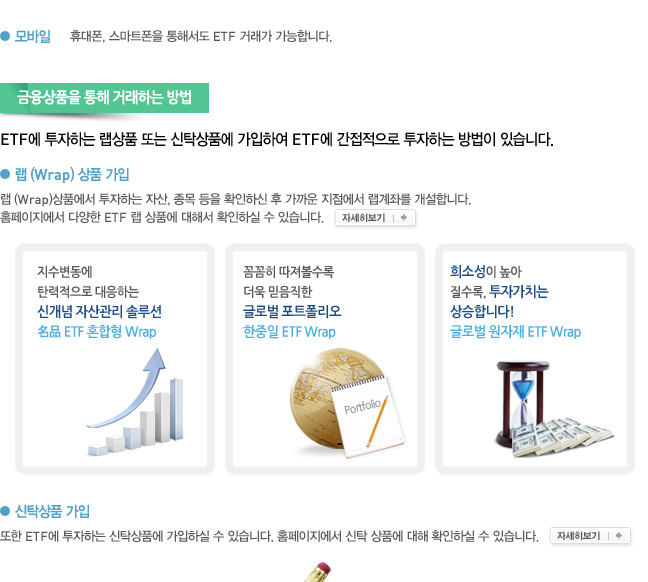 모바일 휴대폰, 스마트폰을 통해서도 ETF 거래가 가능합니다.
금융상품을 통해 거래하는 방법
ETF에 투자하는 랩상품 또는 신탁상품에 가입하여 ETF에 간접적으로 투자하는 방법이 있습니다.
랩 (Wrap) 상품 가입
랩 (Wrap)상품에서 투자하는 자산, 종목 등을 확인하신 후 가까운 지점에서 랩계좌를 개설합니다.
홈페이지에서 다양한 ETF 랩 상품에 대해서 확인하실 수 있습니다. 자세히보기
지수변동에
탄력적으로 대응하는
신개념 자산관리 솔루션
名品 ETF 혼합형 Wrap
꼼꼼히 따져볼수록
더욱 믿음직한
글로벌 포트폴리오
한중일 ETF Wrap
Portfolio
희소성이 높아
질수록, 투자가치는
상승합니다!
글로벌 원자재 ETF Wrap
신탁상품 가입
또한 ETF에 투자하는 신탁상품에 가입하실 수 있습니다. 홈페이지에서 신탁 상품에 대해 확인하실 수 있습니다. 자세히보기